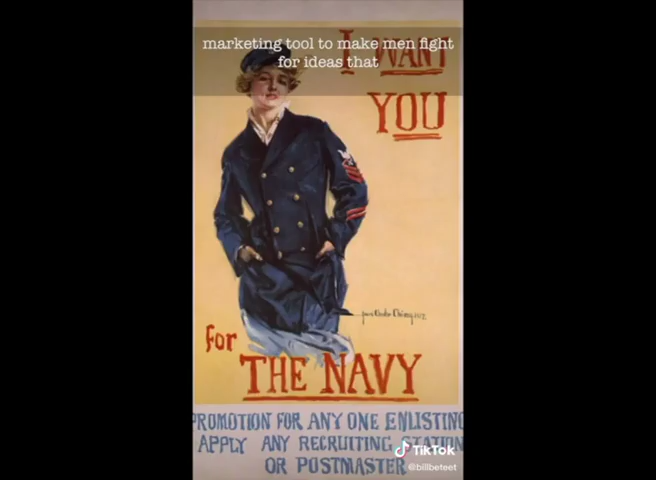 marketing tool to make men fight
for ideas that
I WANT
YOU
for
THE NAVY
PROMOTION FOR ANY ONE ENLISTING
APPLY ANY RECRUITING STATION
OR POSTMASTER
TikTok
@billbeteet